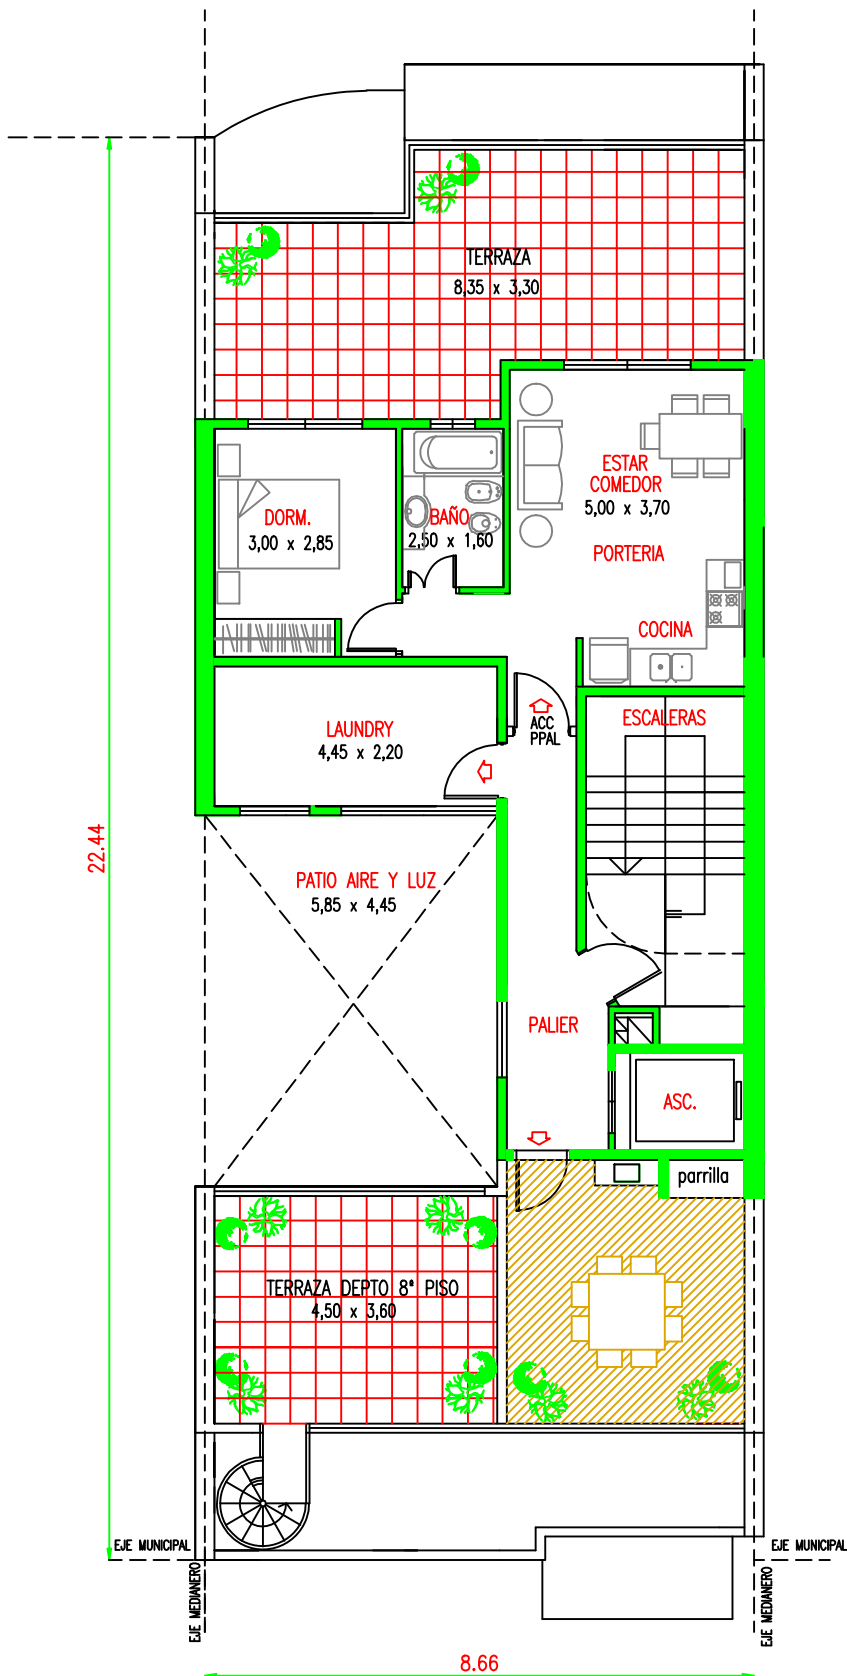 TERRAZA
8,35 x 3,30
ESTAR
COMEDOR
5,00 x 3,70
DORM.
3,00 x 2,85
BAÑO
2,50 x 1,60
PORTERIA
COCINA
LAUNDRY
4,45 x 2,20
ACC
PPAL
ESCALERAS
22.44
PATIO AIRE Y LUZ
5,85 x 4,45
PALIER
ASC.
parrilla
TERRAZA DEPTO 8º PISO
4,50 x 3,60
EJE MUNICIPAL
EJE MUNICIPAL
EJE MEDIANERO
EJE MEDIANERO
8.66